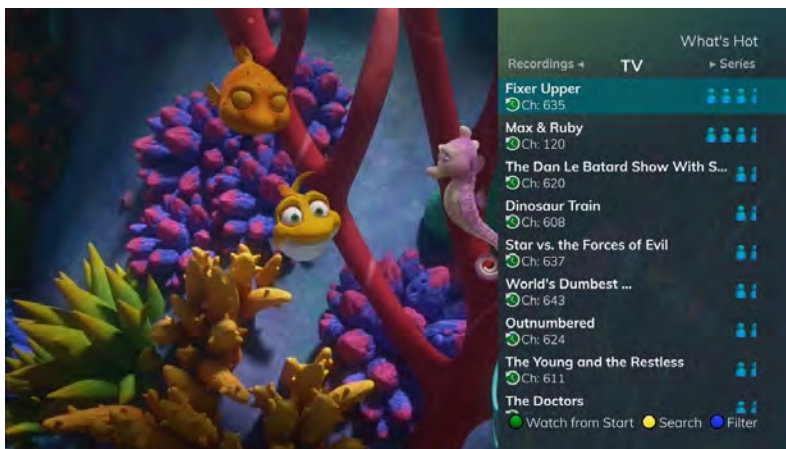 What's Hot
Recordings ◂ TV ▸ Series
Fixer Upper
Ch: 635
Max & Ruby
Ch: 120
The Dan Le Batard Show With S...
Ch: 620
Dinosaur Train
Ch: 608
Star vs. the Forces of Evil
Ch: 637
World's Dumbest ...
Ch: 643
Outnumbered
Ch: 624
The Young and the Restless
Ch: 611
The Doctors
Watch from Start Search Filter